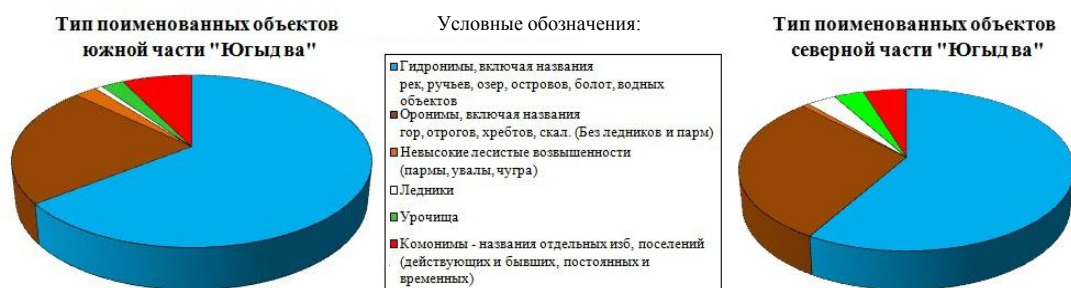 Тип поименованных объектов
южной части "Югыд ва"
Условные обозначения:
Гидронимы, включая названия
рек, ручьев, озер, островов, болот, водных
объектов
Оронимы, включая названия
гор, отрогов, хребтов, скал. (Без ледников и парм)
Невысокие лесистые возвышенности
(пармы, увалы, чугра)
Ледники
Урочища
Комонимы - названия отдельных изб, поселений
(действующих и бывших, постоянных и
временных)
Тип поименованных объектов
северной части "Югыд ва"